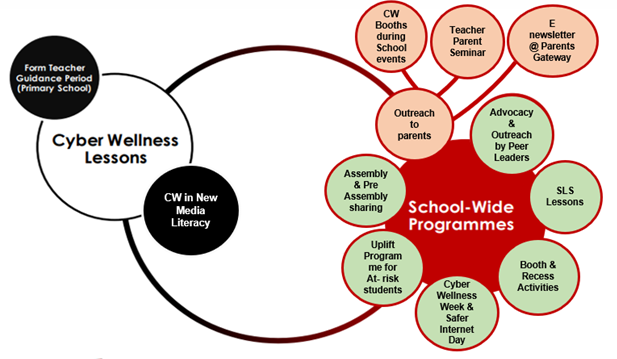 Form Teacher
Guidance Period
(Primary School)
Cyber Wellness
Lessons
CW in New
Media
Literacy
CW
Booths
during
School
events
Teacher
Parent
Seminar
E
newsletter
@ Parents
Gateway
Outreach
to
parents
Advocacy
&
Outreach
by Peer
Leaders
Assembly
& Pre
Assembly
sharing
School-Wide
Programmes
SLS
Lessons
Uplift
Program
me for
At- risk
students
Booth &
Recess
Activities
Cyber
Wellness
Week &
Safer
Internet
Day